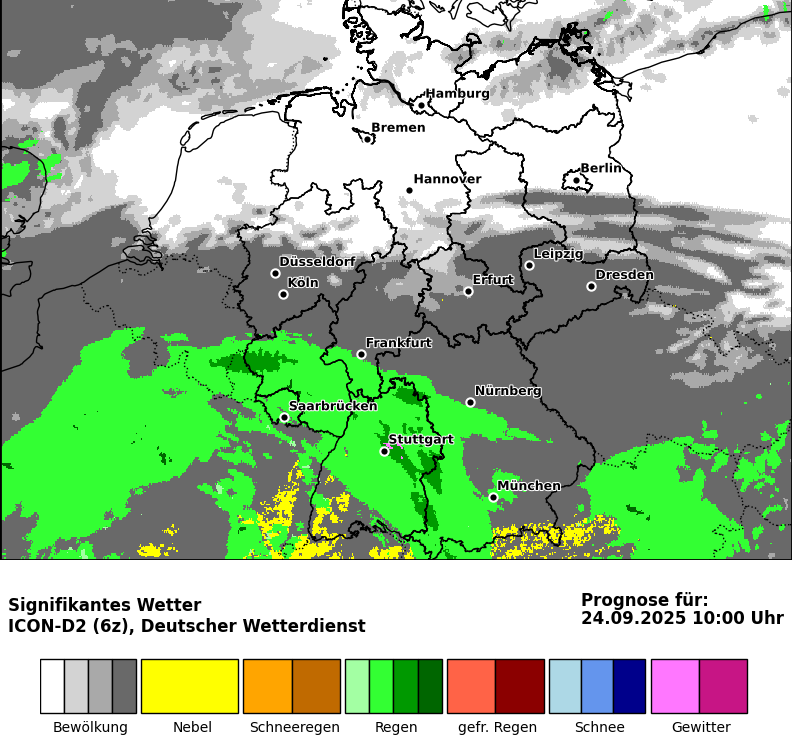 Hamburg
Bremen
Berlin
Hannover
Leipzig
Düsseldorf
Köln
Erfurt
Dresden
Frankfurt
Nürnberg
Saarbrücken
Stuttgart
München
Signifikantes Wetter
ICON-D2 (6z), Deutscher Wetterdienst
Prognose für:
24.09.2025 10:00 Uhr
Bewölkung Nebel Schneeregen Regen gefr. Regen Schnee Gewitter